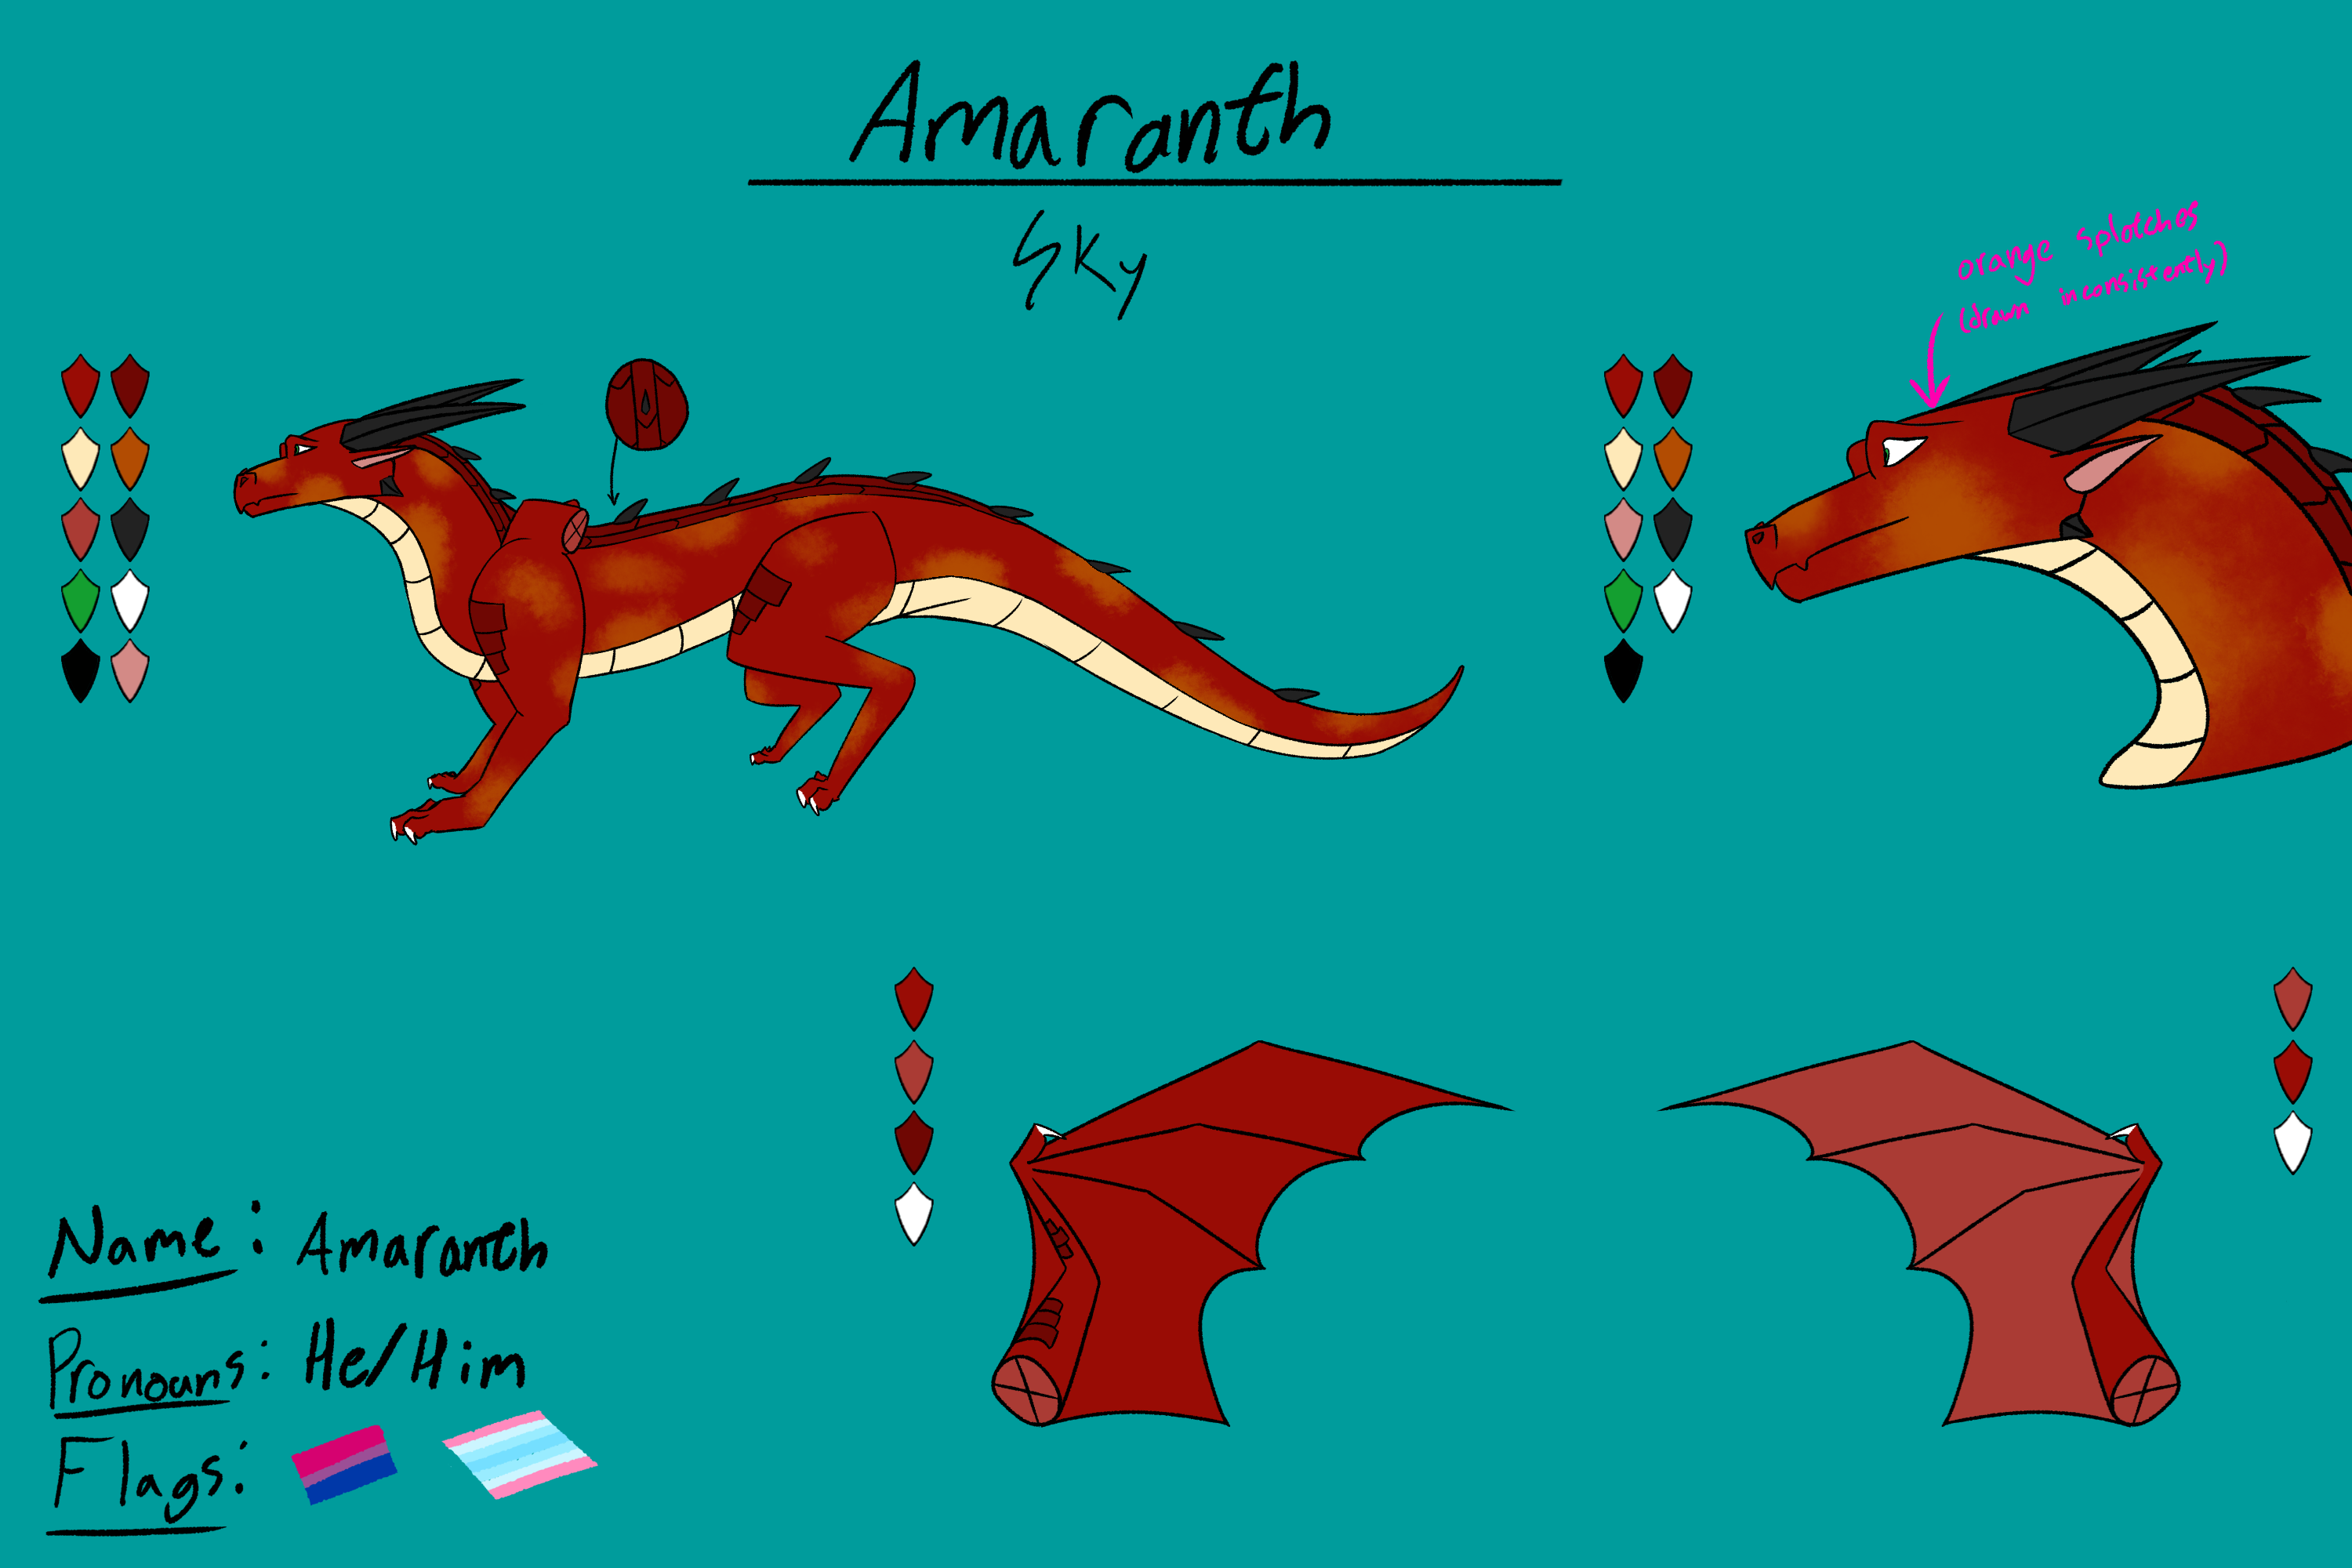 Amaranth
Sky
orange splotches
(drawn inconsistently)
Name: Amaranth
Pronouns: He/Him
Flags: